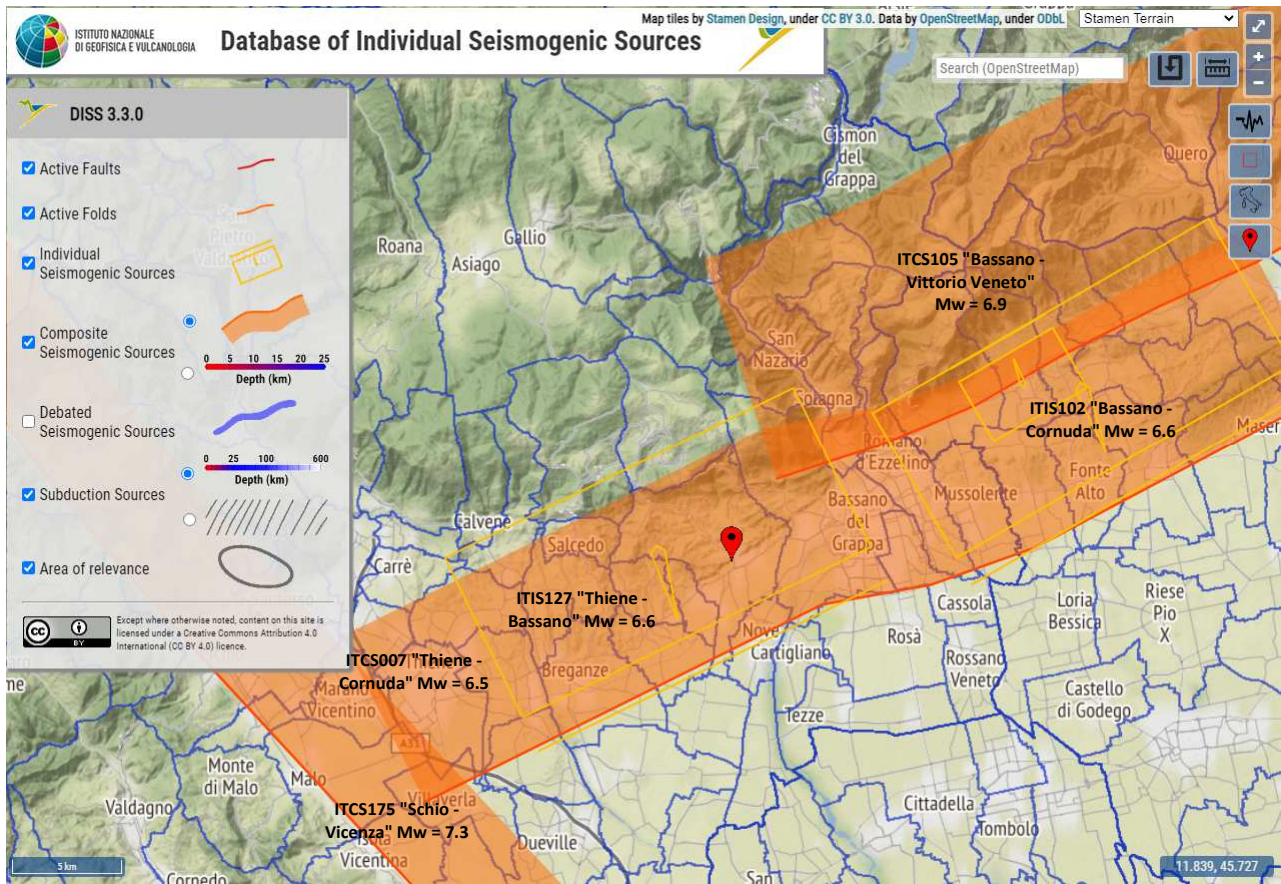 ISTITUTO NAZIONALE
DI GEOFISICA E VULCANOLOGIA
Database of Individual Seismogenic Sources
Map tiles by Stamen Design, under CC BY 3.0. Data by OpenStreetMap, under ODbL
Stamen Terrain
Search (OpenStreetMap)
+
−
DISS 3.3.0
Active Faults
Active Folds
Individual
Seismogenic Sources
Composite
Seismogenic Sources
0 5 10 15 20 25
Depth (km)
Debated
Seismogenic Sources
0 25 100 600
Depth (km)
Subduction Sources
Area of relevance
cc
BY
Except where otherwise noted, content on this site is
licensed under a Creative Commons Attribution 4.0
International (CC BY 4.0) licence.
Cismon
del
Grappa
Quero
Roana
Gallio
Asiago
ITCS105 "Bassano -
Vittorio Veneto"
Mw = 6.9
San
Nazario
Solagna
ITIS102 "Bassano -
Cornuda" Mw = 6.6
Maser
Romano
d'Ezzelino
Fonte
Alto
Mussolente
Bassano
del
Grappa
Calvene
Salcedo
Carrè
ITIS127 "Thiene -
Bassano" Mw = 6.6
Cassola
Loria
Bessica
Riese
Pio
X
Nove
Cartigliano
Rosà
Rossano
Veneto
ITCS007 "Thiene -
Cornuda" Mw = 6.5
Breganze
Marano
Vicentino
Castello
di Godego
Tezze
A31
Monte
di Malo
Malo
Villaverla
Valdagno
ITCS175 "Schio -
Vicenza" Mw = 7.3
Isola
Vicentina
Dueville
Cittadella
Tombolo
San
Cornedo
5 km
11.839, 45.727